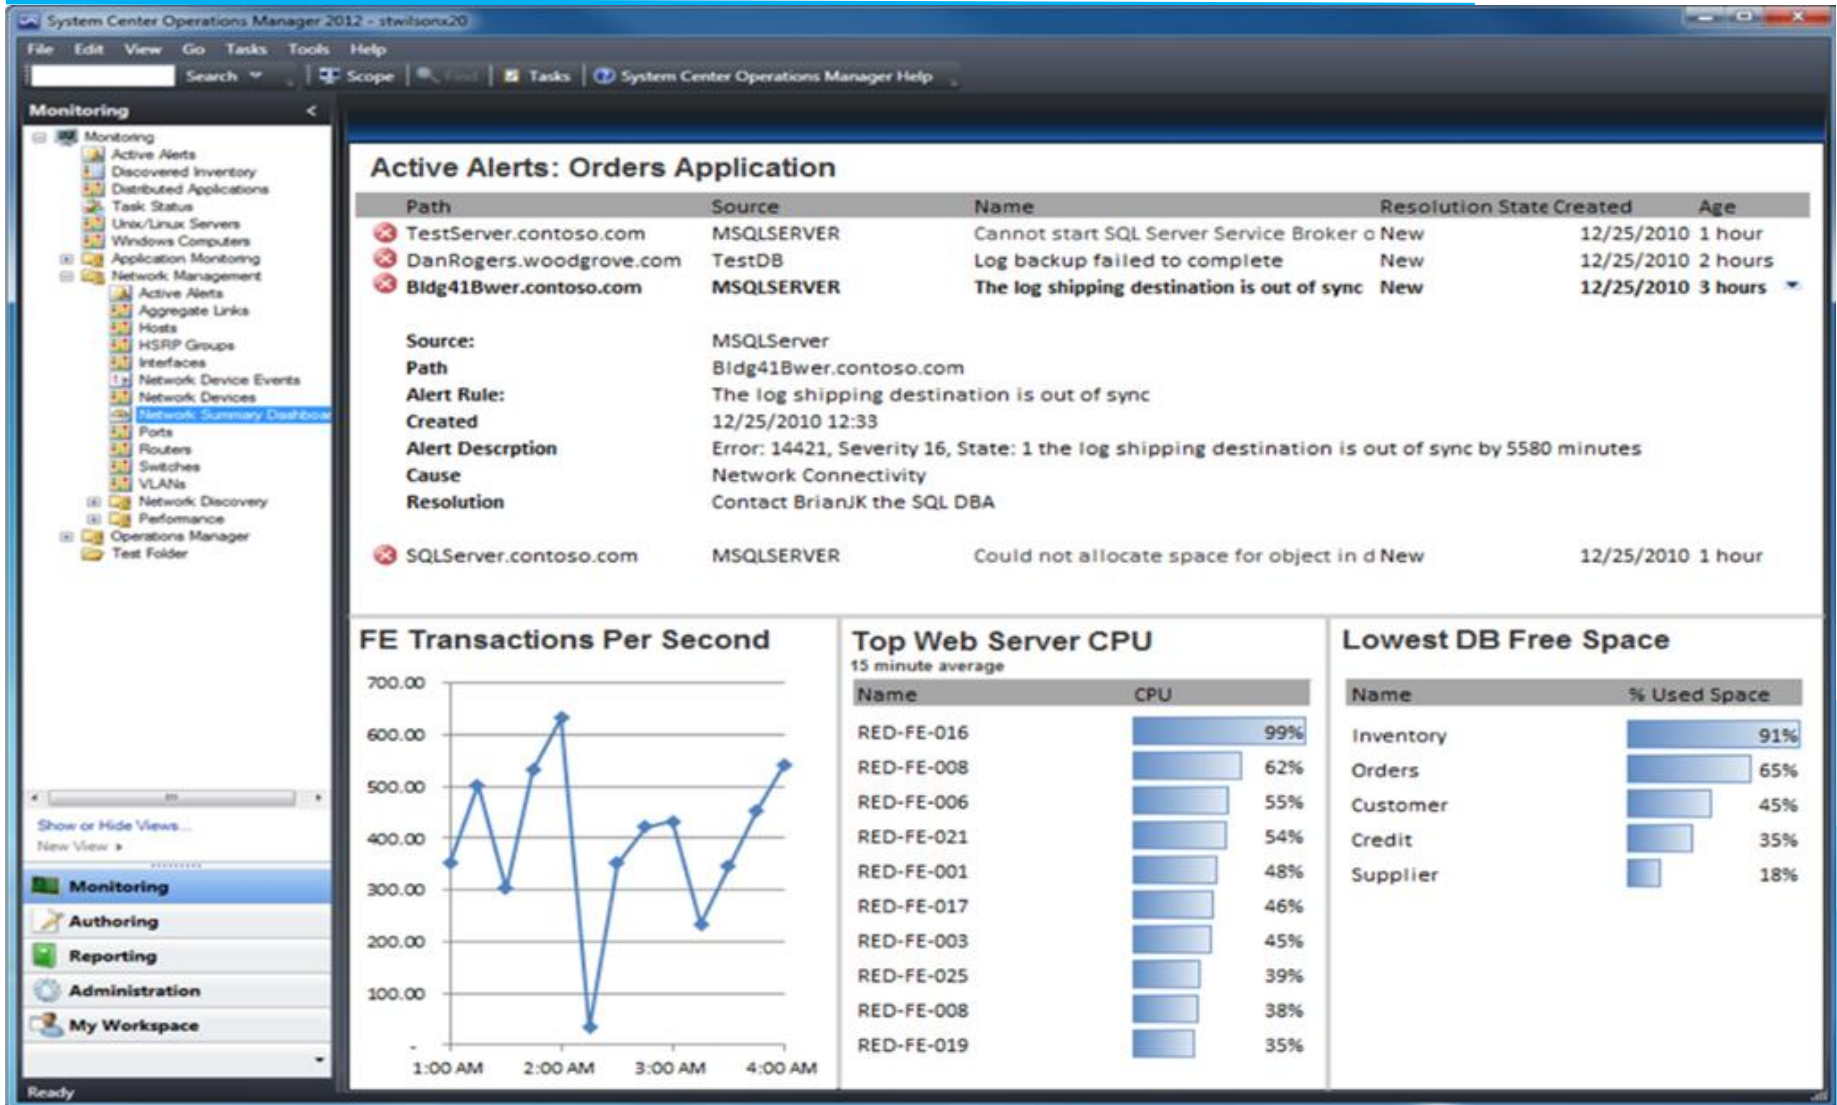 System Center Operations Manager 2012 - stwilsonx20
File Edit View Go Tasks Tools Help
Search Scope Find Tasks System Center Operations Manager Help
Monitoring <
Monitoring
Active Alerts
Discovered Inventory
Distributed Applications
Task Status
Unix/Linux Servers
Windows Computers
Application Monitoring
Network Management
Active Alerts
Aggregate Links
Hosts
HSRP Groups
Interfaces
Network Device Events
Network Devices
Network Summary Dashboar
Ports
Routers
Switches
VLANs
Network Discovery
Performance
Operations Manager
Test Folder
Show or Hide Views...
New View
Monitoring
Authoring
Reporting
Administration
My Workspace
Ready
Active Alerts: Orders Application
Path Source Name Resolution State Created Age
TestServer.contoso.com MSQLSERVER Cannot start SQL Server Service Broker o New 12/25/2010 1 hour
DanRogers.woodgrove.com TestDB Log backup failed to complete New 12/25/2010 2 hours
Bldg41Bwer.contoso.com MSQLSERVER The log shipping destination is out of sync New 12/25/2010 3 hours
Source: MSQLServer
Path Bldg41Bwer.contoso.com
Alert Rule: The log shipping destination is out of sync
Created 12/25/2010 12:33
Alert Descrption Error: 14421, Severity 16, State: 1 the log shipping destination is out of sync by 5580 minutes
Cause Network Connectivity
Resolution Contact BrianJK the SQL DBA
SQLServer.contoso.com MSQLSERVER Could not allocate space for object in d New 12/25/2010 1 hour
FE Transactions Per Second
700.00
600.00
500.00
400.00
300.00
200.00
100.00
-
1:00 AM 2:00 AM 3:00 AM 4:00 AM
Top Web Server CPU
15 minute average
Name CPU
RED-FE-016 99%
RED-FE-008 62%
RED-FE-006 55%
RED-FE-021 54%
RED-FE-001 48%
RED-FE-017 46%
RED-FE-003 45%
RED-FE-025 39%
RED-FE-008 38%
RED-FE-019 35%
Lowest DB Free Space
Name % Used Space
Inventory 91%
Orders 65%
Customer 45%
Credit 35%
Supplier 18%